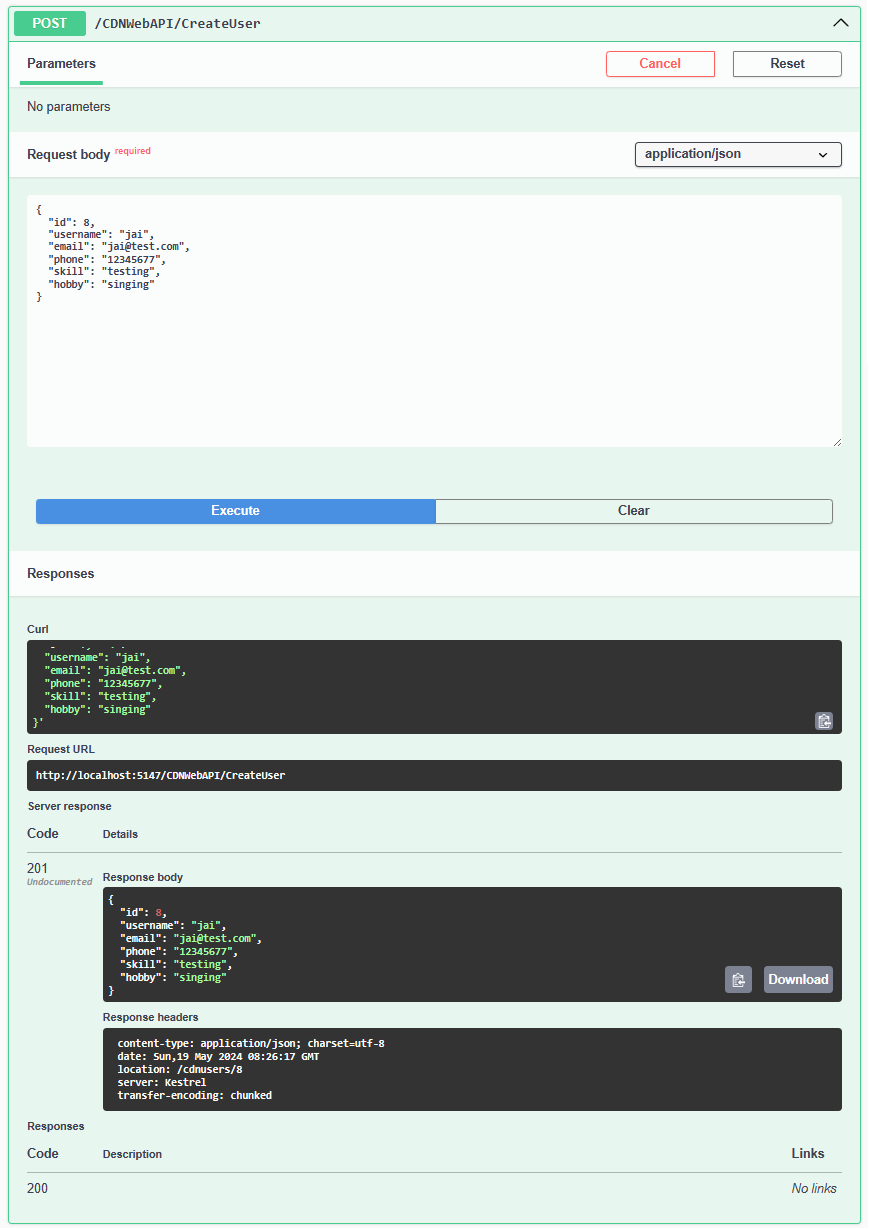 POST /CDNWebAPI/CreateUser
Parameters
Cancel
Reset
No parameters
Request body required
application/json
{
  "id": 8,
  "username": "jai",
  "email": "jai@test.com",
  "phone": "12345677",
  "skill": "testing",
  "hobby": "singing"
}
Execute
Clear
Responses
Curl
  "username": "jai",
  "email": "jai@test.com",
  "phone": "12345677",
  "skill": "testing",
  "hobby": "singing"
}'
Request URL
http://localhost:5147/CDNWebAPI/CreateUser
Server response
Code Details
201
Undocumented
Response body
{
  "id": 8,
  "username": "jai",
  "email": "jai@test.com",
  "phone": "12345677",
  "skill": "testing",
  "hobby": "singing"
}
Download
Response headers
content-type: application/json; charset=utf-8
date: Sun,19 May 2024 08:26:17 GMT
location: /cdnusers/8
server: Kestrel
transfer-encoding: chunked
Responses
Code Description Links
200 No links